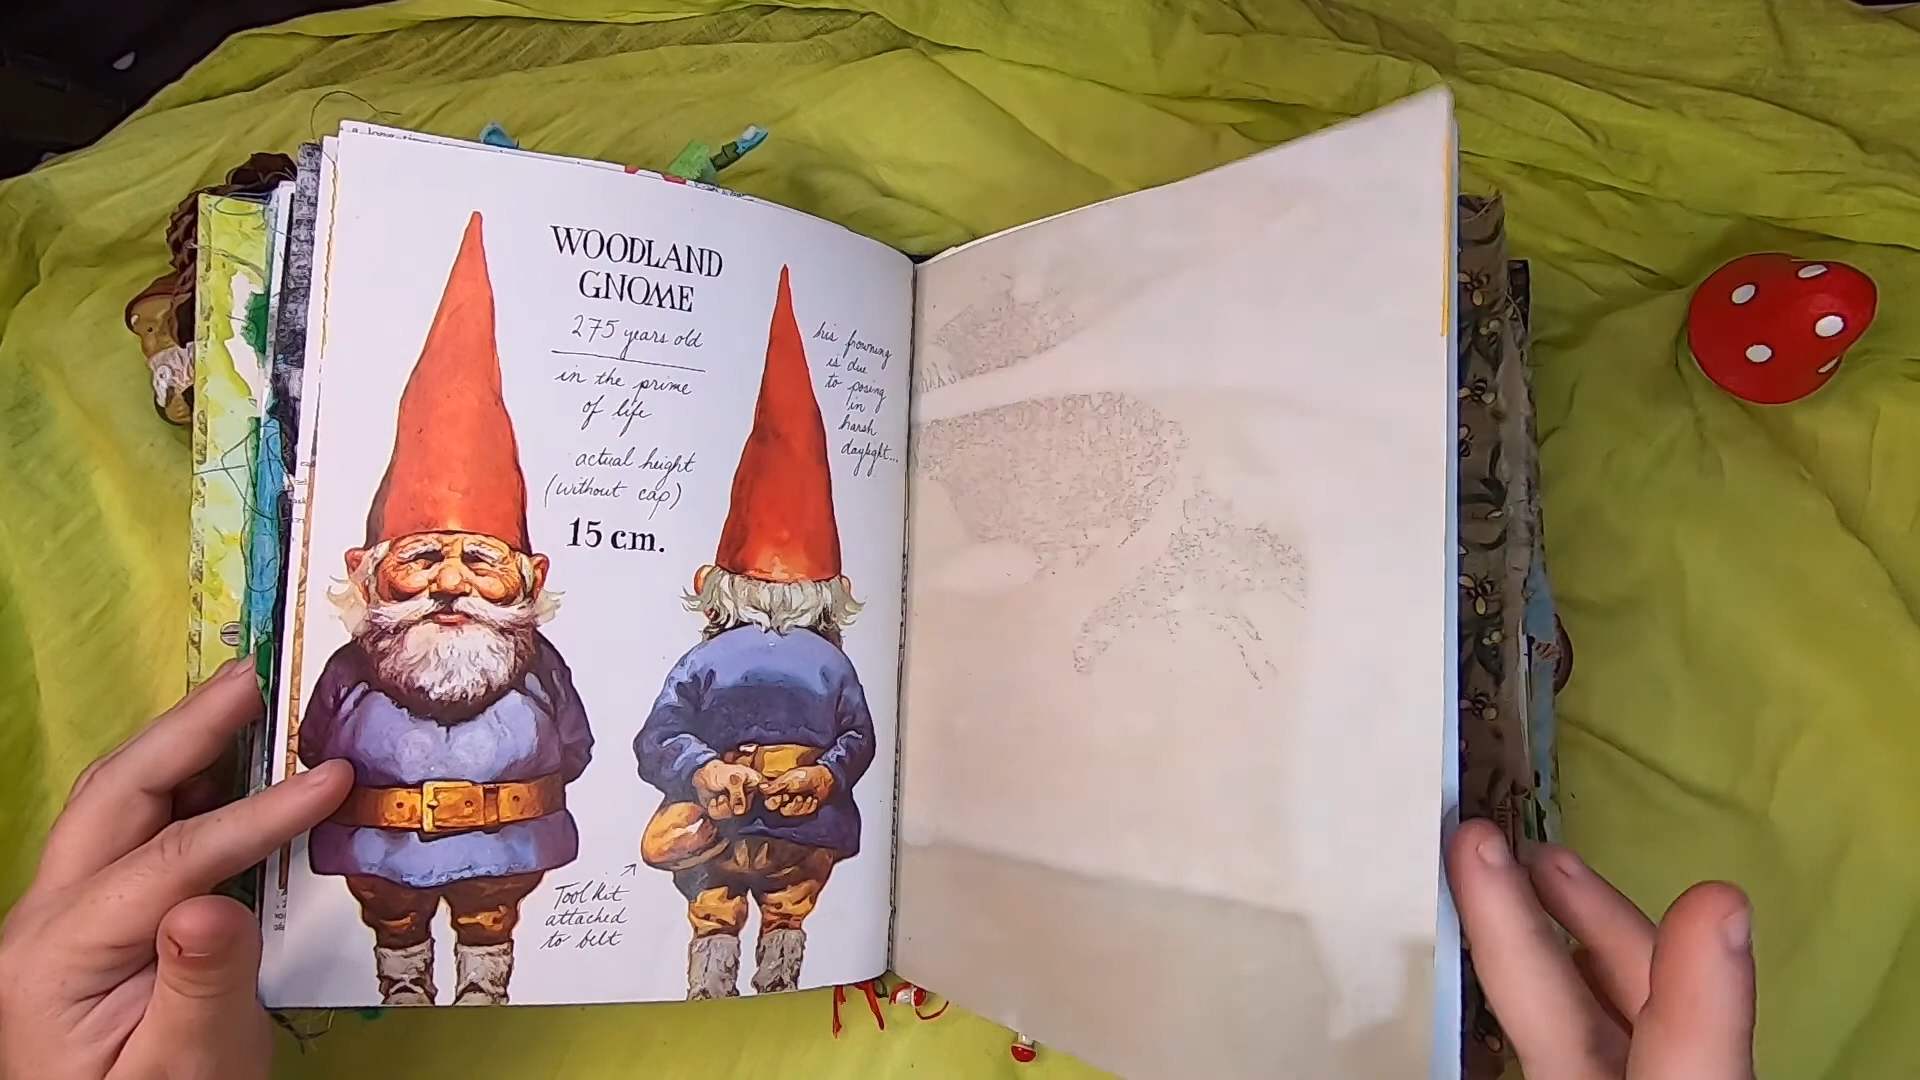 WOODLAND
GNOME
275 years old
in the prime
of life
actual height
(without cap)
15 cm.
his frowning
is due
to posing
in
harsh
daylight...
Tool kit
attached
to belt